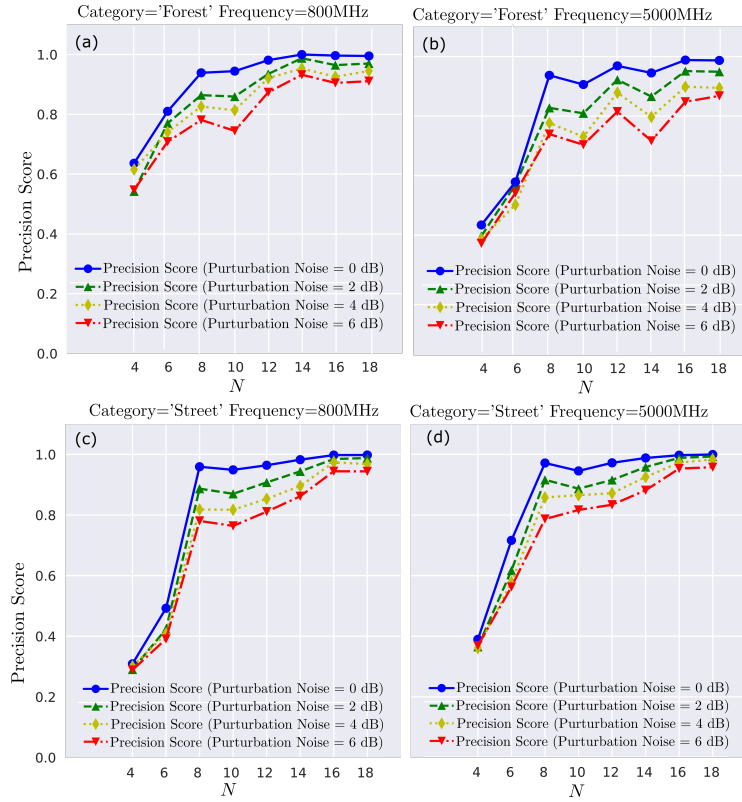 Category='Forest' Frequency=800MHz
(a)
Precision Score
1.0
0.8
0.6
0.4
0.2
0.0
Precision Score (Purturbation Noise = 0 dB)
Precision Score (Purturbation Noise = 2 dB)
Precision Score (Purturbation Noise = 4 dB)
Precision Score (Purturbation Noise = 6 dB)
4 6 8 10 12 14 16 18
N
Category='Forest' Frequency=5000MHz
(b)
Precision Score (Purturbation Noise = 0 dB)
Precision Score (Purturbation Noise = 2 dB)
Precision Score (Purturbation Noise = 4 dB)
Precision Score (Purturbation Noise = 6 dB)
4 6 8 10 12 14 16 18
N
Category='Street' Frequency=800MHz
(c)
Precision Score
1.0
0.8
0.6
0.4
0.2
0.0
Precision Score (Purturbation Noise = 0 dB)
Precision Score (Purturbation Noise = 2 dB)
Precision Score (Purturbation Noise = 4 dB)
Precision Score (Purturbation Noise = 6 dB)
4 6 8 10 12 14 16 18
N
Category='Street' Frequency=5000MHz
(d)
Precision Score (Purturbation Noise = 0 dB)
Precision Score (Purturbation Noise = 2 dB)
Precision Score (Purturbation Noise = 4 dB)
Precision Score (Purturbation Noise = 6 dB)
4 6 8 10 12 14 16 18
N